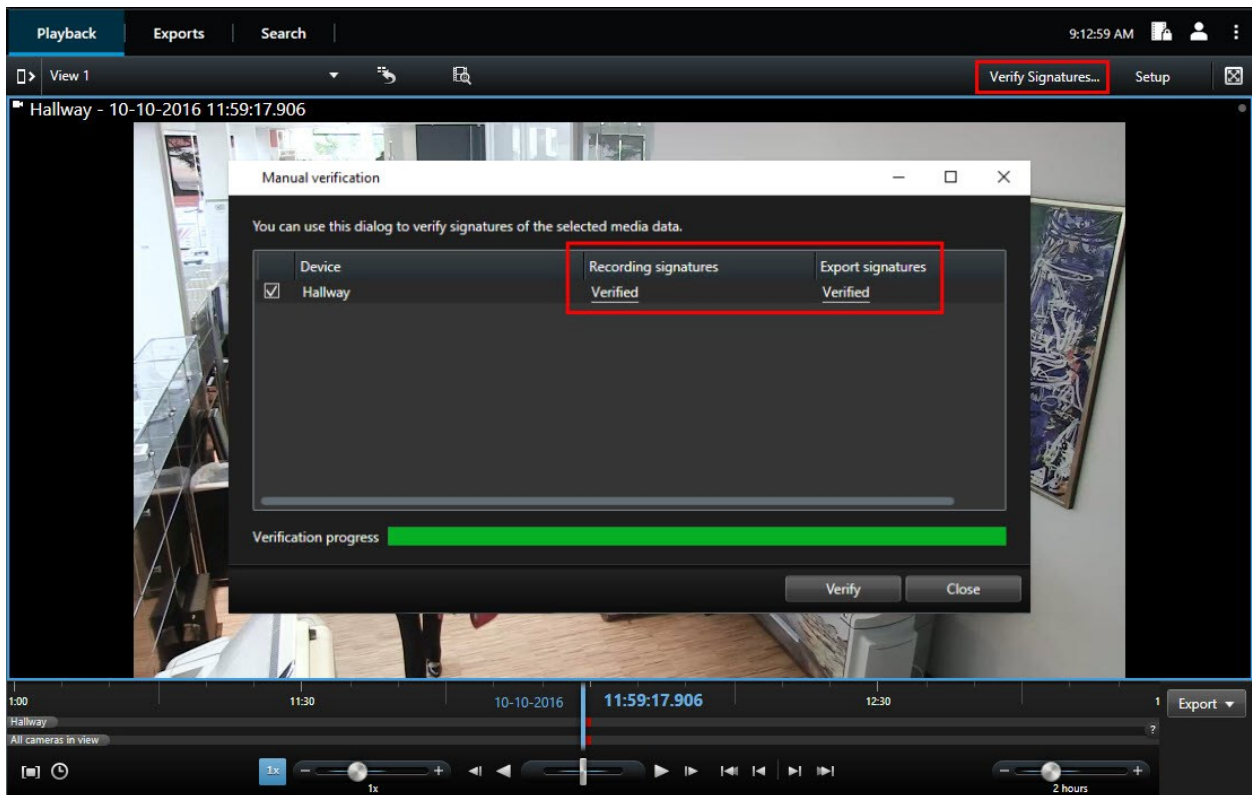 Playback Exports Search 9:12:59 AM
View 1 Verify Signatures... Setup
Hallway - 10-10-2016 11:59:17.906
Manual verification
You can use this dialog to verify signatures of the selected media data.
Device Recording signatures Export signatures
Hallway Verified Verified
Verification progress
Verify Close
1:00 11:30 10-10-2016 11:59:17.906 12:30 1 Export
Hallway
?
All cameras in view
1x
1x 2 hours